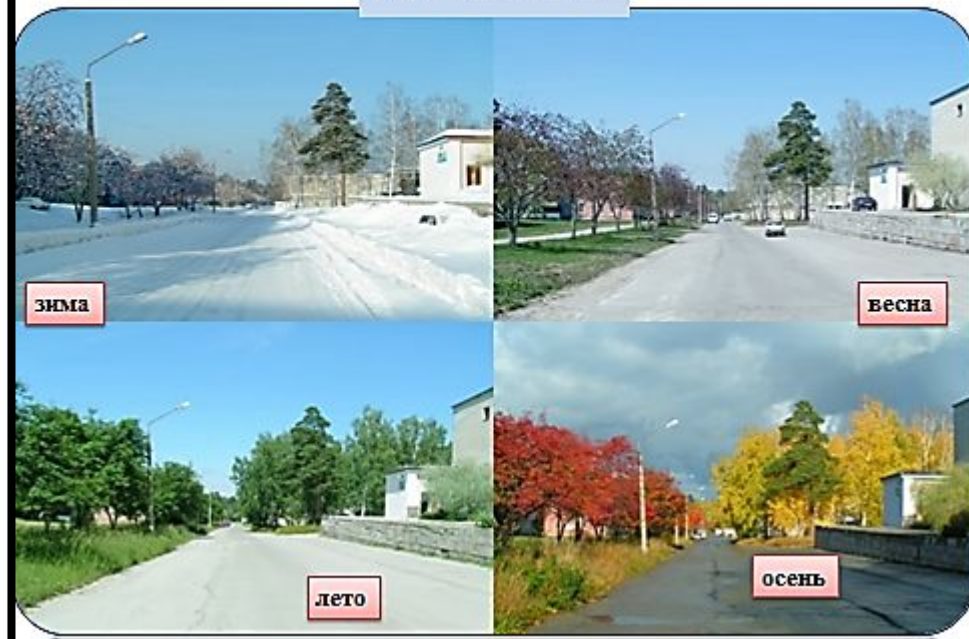 зима
весна
лето
осень